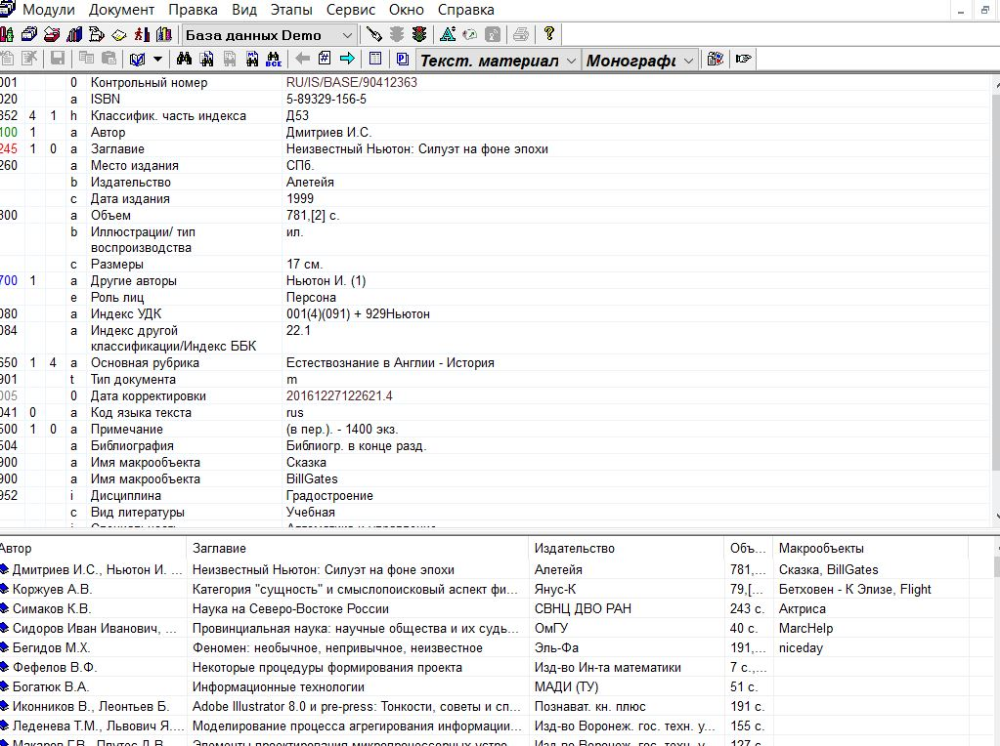 Модули Документ Правка Вид Этапы Сервис Окно Справка
База данных Demo
ВСЕ Текст. материал Монографи
001 0 Контрольный номер RU/IS/BASE/90412363
020 a ISBN 5-89329-156-5
852 4 1 h Классифик. часть индекса Д53
100 1 a Автор Дмитриев И.С.
245 1 0 a Заглавие Неизвестный Ньютон: Силуэт на фоне эпохи
260 a Место издания СПб.
b Издательство Алетейя
c Дата издания 1999
300 a Объем 781,[2] с.
b Иллюстрации/ тип ил.
воспроизводства
c Размеры 17 см.
700 1 a Другие авторы Ньютон И. (1)
e Роль лиц Персона
080 a Индекс УДК 001(4)(091) + 929Ньютон
084 a Индекс другой 22.1
классификации/Индекс ББК
650 1 4 a Основная рубрика Естествознание в Англии - История
901 t Тип документа m
005 0 Дата корректировки 20161227122621.4
041 0 a Код языка текста rus
500 1 0 a Примечание (в пер.). - 1400 экз.
504 a Библиография Библиогр. в конце разд.
900 a Имя макрообъекта Сказка
900 a Имя макрообъекта BillGates
952 i Дисциплина Градостроение
c Вид литературы Учебная
Автор Заглавие Издательство Объ... Макрообъекты
Дмитриев И.С., Ньютон И. ... Неизвестный Ньютон: Силуэт на фоне эпохи Алетейя 781,... Сказка, BillGates
Коржуев А.В. Категория "сущность" и смыслопоисковый аспект фи... Янус-К 79,[... Бетховен - К Элизе, Flight
Симаков К.В. Наука на Северо-Востоке России СВНЦ ДВО РАН 243 с. Актриса
Сидоров Иван Иванович, ... Провинциальная наука: научные общества и их судь... ОмГУ 40 с. MarcHelp
Бегидов М.Х. Феномен: необычное, непривычное, неизвестное Эль-Фа 191,... niceday
Фефелов В.Ф. Некоторые процедуры формирования проекта Изд-во Ин-та математики 7 с.,...
Богатюк В.А. Информационные технологии МАДИ (ТУ) 51 с.
Иконников В., Леонтьев Б. Adobe Illustrator 8.0 и pre-press: Тонкости, советы и сп... Познават. кн. плюс 191 с.
Леденева Т.М., Львович Я.... Моделирование процесса агрегирования информации... Изд-во Воронеж. гос. техн. у... 155 с.